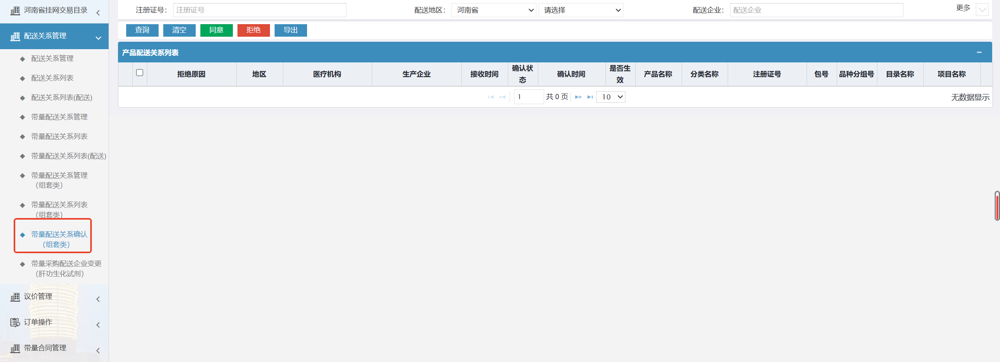 河南省挂网交易目录
配送关系管理
配送关系管理
配送关系列表
配送关系列表(配送)
带量配送关系管理
带量配送关系列表
带量配送关系列表(配送)
带量配送关系管理
（组套类）
带量配送关系列表
（组套类）
带量配送关系确认
（组套类）
带量采购配送企业变更
（肝功生化试剂）
议价管理
订单操作
带量合同管理
注册证号： 注册证号 配送地区： 河南省 请选择 配送企业： 配送企业 更多
查询 清空 同意 拒绝 导出
产品配送关系列表
拒绝原因 地区 医疗机构 生产企业 接收时间 确认状态 确认时间 是否生效 产品名称 分类名称 注册证号 包号 品种分组号 目录名称 项目名称
1 共 0 页 10 无数据显示